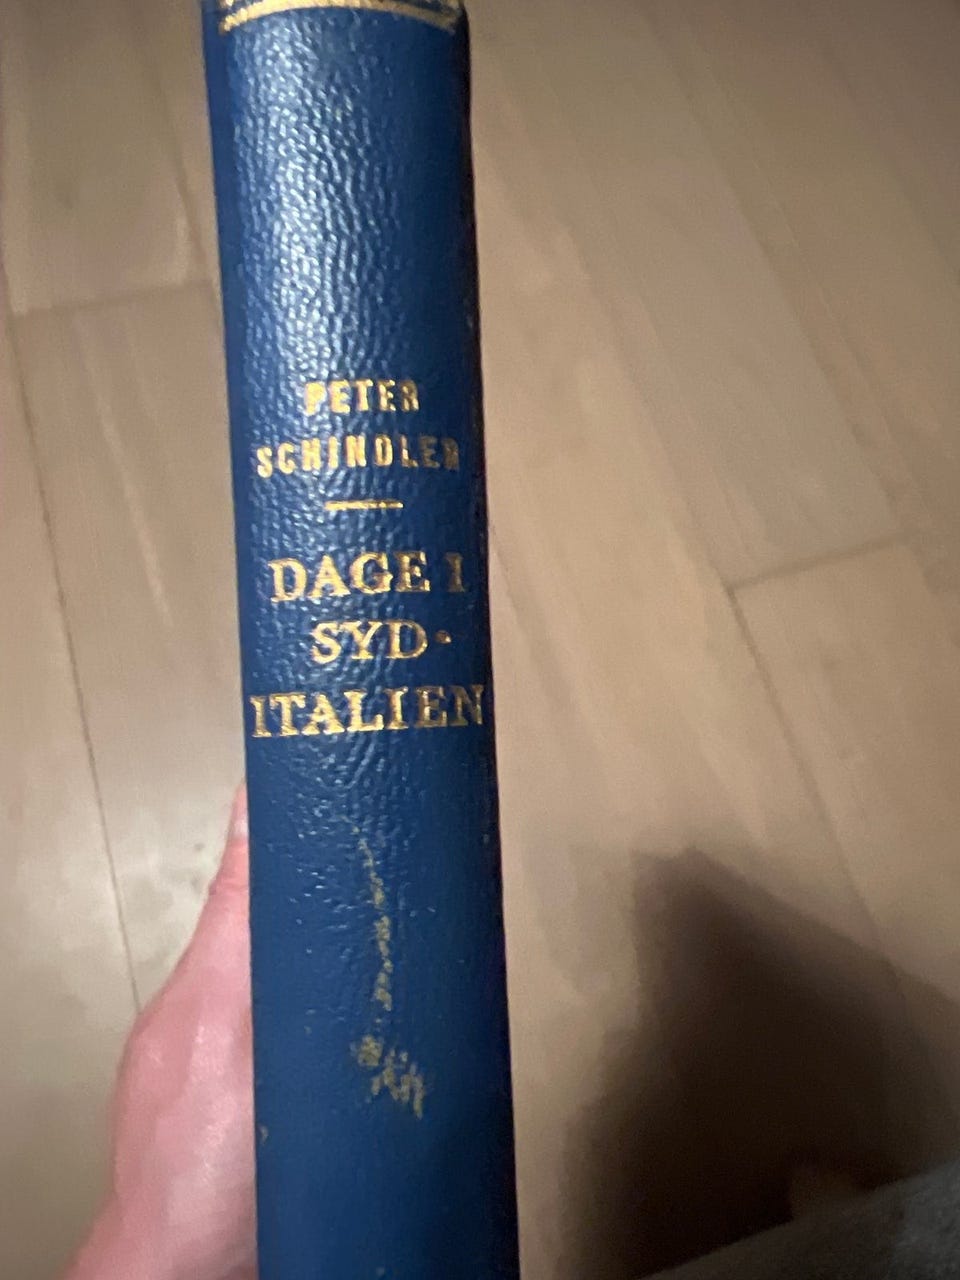 PETER
SCHINDLER
DAGE I
SYD-
ITALIEN